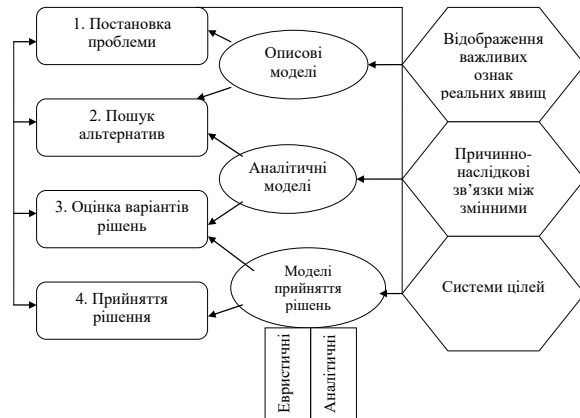 1. Постановка
проблеми
2. Пошук
альтернатив
3. Оцінка варіантів
рішень
4. Прийняття
рішення
Описові
моделі
Аналітичні
моделі
Моделі
прийняття
рішень
Евристичні
Аналітичні
Відображення
важливих
ознак
реальних явищ
Причинно-
наслідкові
зв’язки між
змінними
Системи цілей